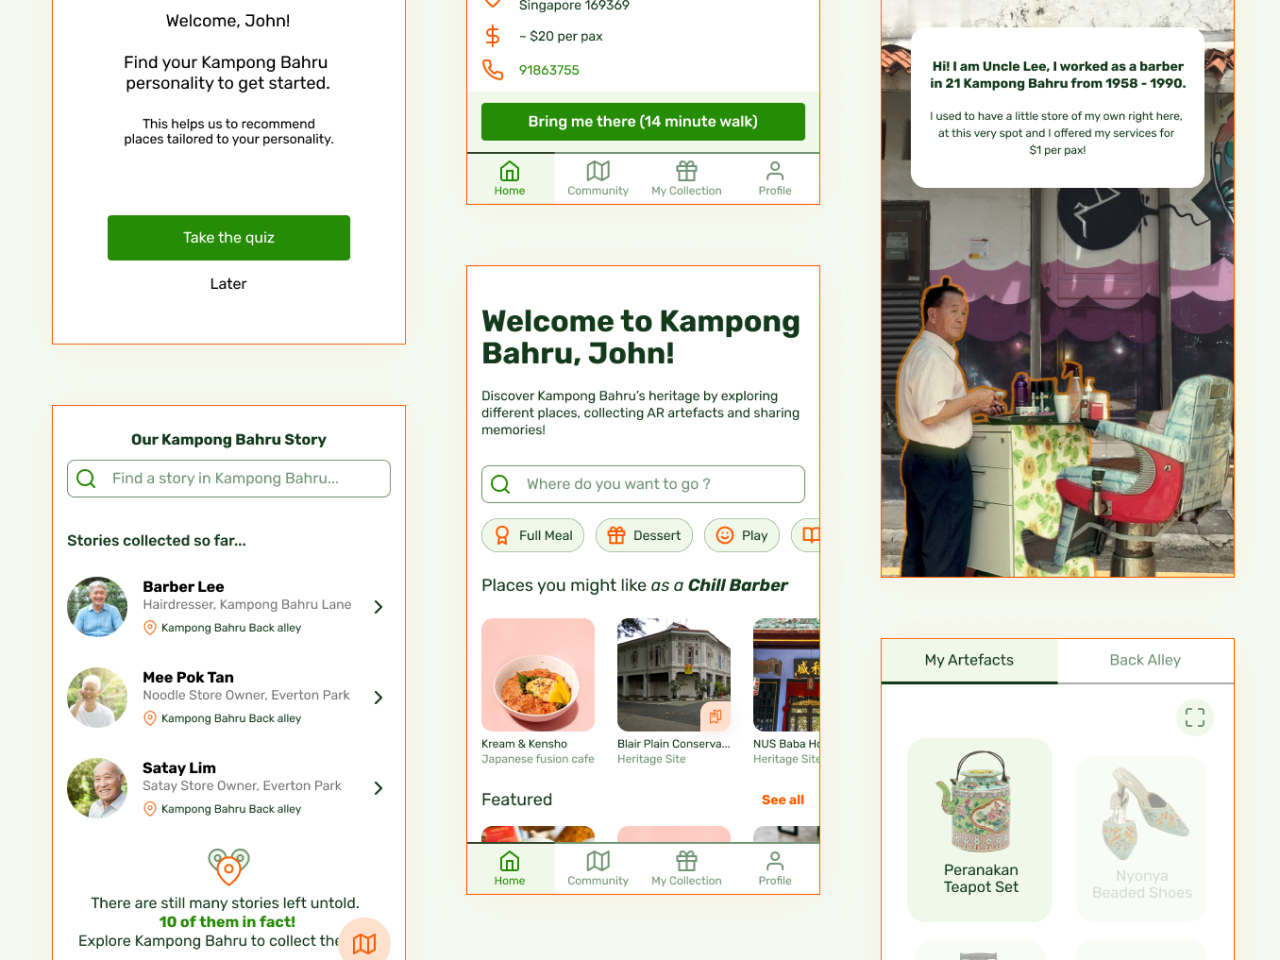 Welcome, John!
Find your Kampong Bahru
personality to get started.
This helps us to recommend
places tailored to your personality.
Take the quiz
Later
Our Kampong Bahru Story
Find a story in Kampong Bahru...
Stories collected so far...
Barber Lee
Hairdresser, Kampong Bahru Lane
Kampong Bahru Back alley
Mee Pok Tan
Noodle Store Owner, Everton Park
Kampong Bahru Back alley
Satay Lim
Satay Store Owner, Everton Park
Kampong Bahru Back alley
There are still many stories left untold.
10 of them in fact!
Explore Kampong Bahru to collect
Singapore 169369
~ $20 per pax
91863755
Bring me there (14 minute walk)
Home
Community
My Collection
Profile
Welcome to Kampong
Bahru, John!
Discover Kampong Bahru's heritage by exploring
different places, collecting AR artefacts and sharing
memories!
Where do you want to go ?
Full Meal
Dessert
Play
Places you might like as a Chill Barber
Kream & Kensho
Japanese fusion cafe
Blair Plain Conserva...
Heritage Site
NUS Baba
Heritage Site
Featured
See all
Home
Community
My Collection
Profile
Hi! I am Uncle Lee, I worked as a barber
in 21 Kampong Bahru from 1958 - 1990.
I used to have a little store of my own right here,
at this very spot and I offered my services for
$1 per pax!
My Artefacts
Back Alley
Peranakan
Teapot Set
Nyonya
Beaded Shoes